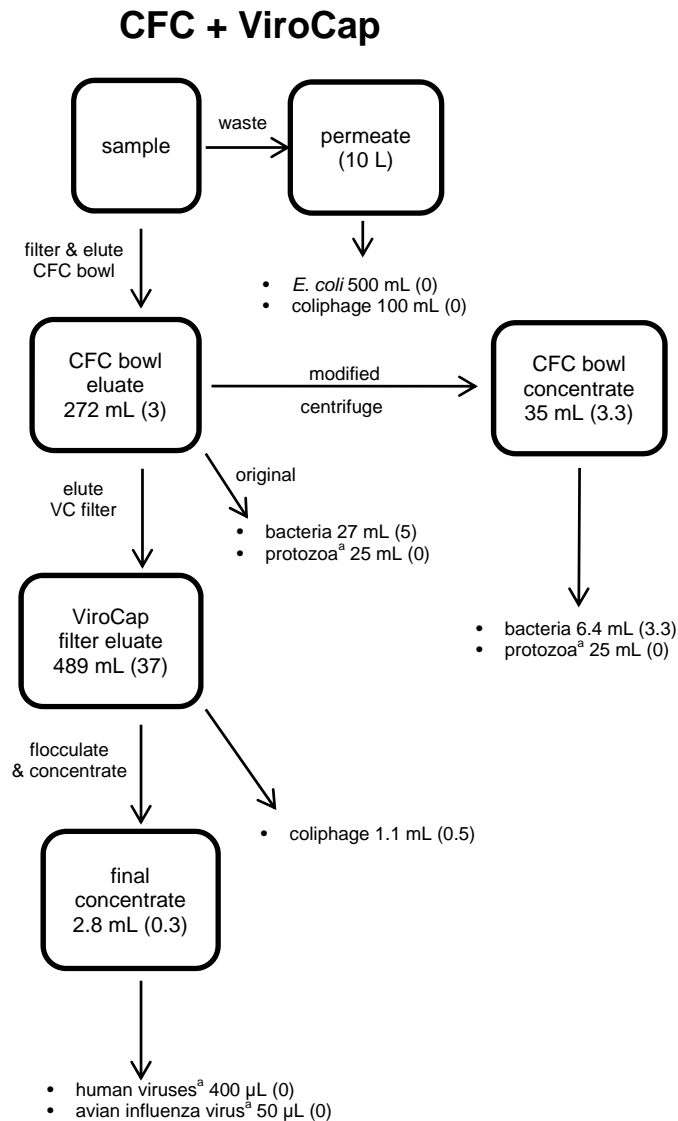 CFC + ViroCap
sample
waste
permeate
(10 L)
filter & elute
CFC bowl
• E. coli 500 mL (0)
• coliphage 100 mL (0)
CFC bowl
eluate
272 mL (3)
modified
centrifuge
CFC bowl
concentrate
35 mL (3.3)
elute
VC filter
original
• bacteria 27 mL (5)
• protozoaᵃ 25 mL (0)
ViroCap
filter eluate
489 mL (37)
• bacteria 6.4 mL (3.3)
• protozoaᵃ 25 mL (0)
flocculate
& concentrate
• coliphage 1.1 mL (0.5)
final
concentrate
2.8 mL (0.3)
• human virusesᵃ 400 µL (0)
• avian influenza virusᵃ 50 µL (0)